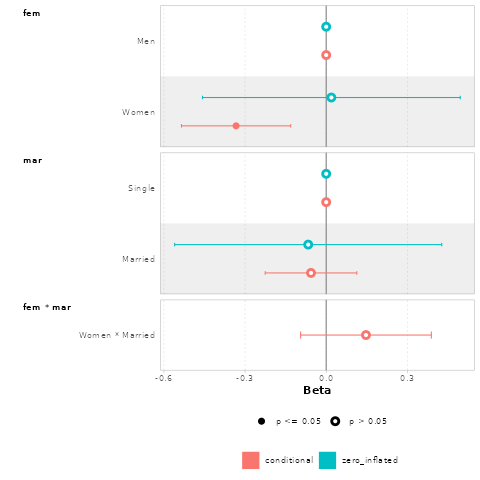 fem
Men
Women
mar
Single
Married
fem * mar
Women * Married
-0.6 -0.3 0.0 0.3
Beta
p <= 0.05 p > 0.05
conditional zero_inflated